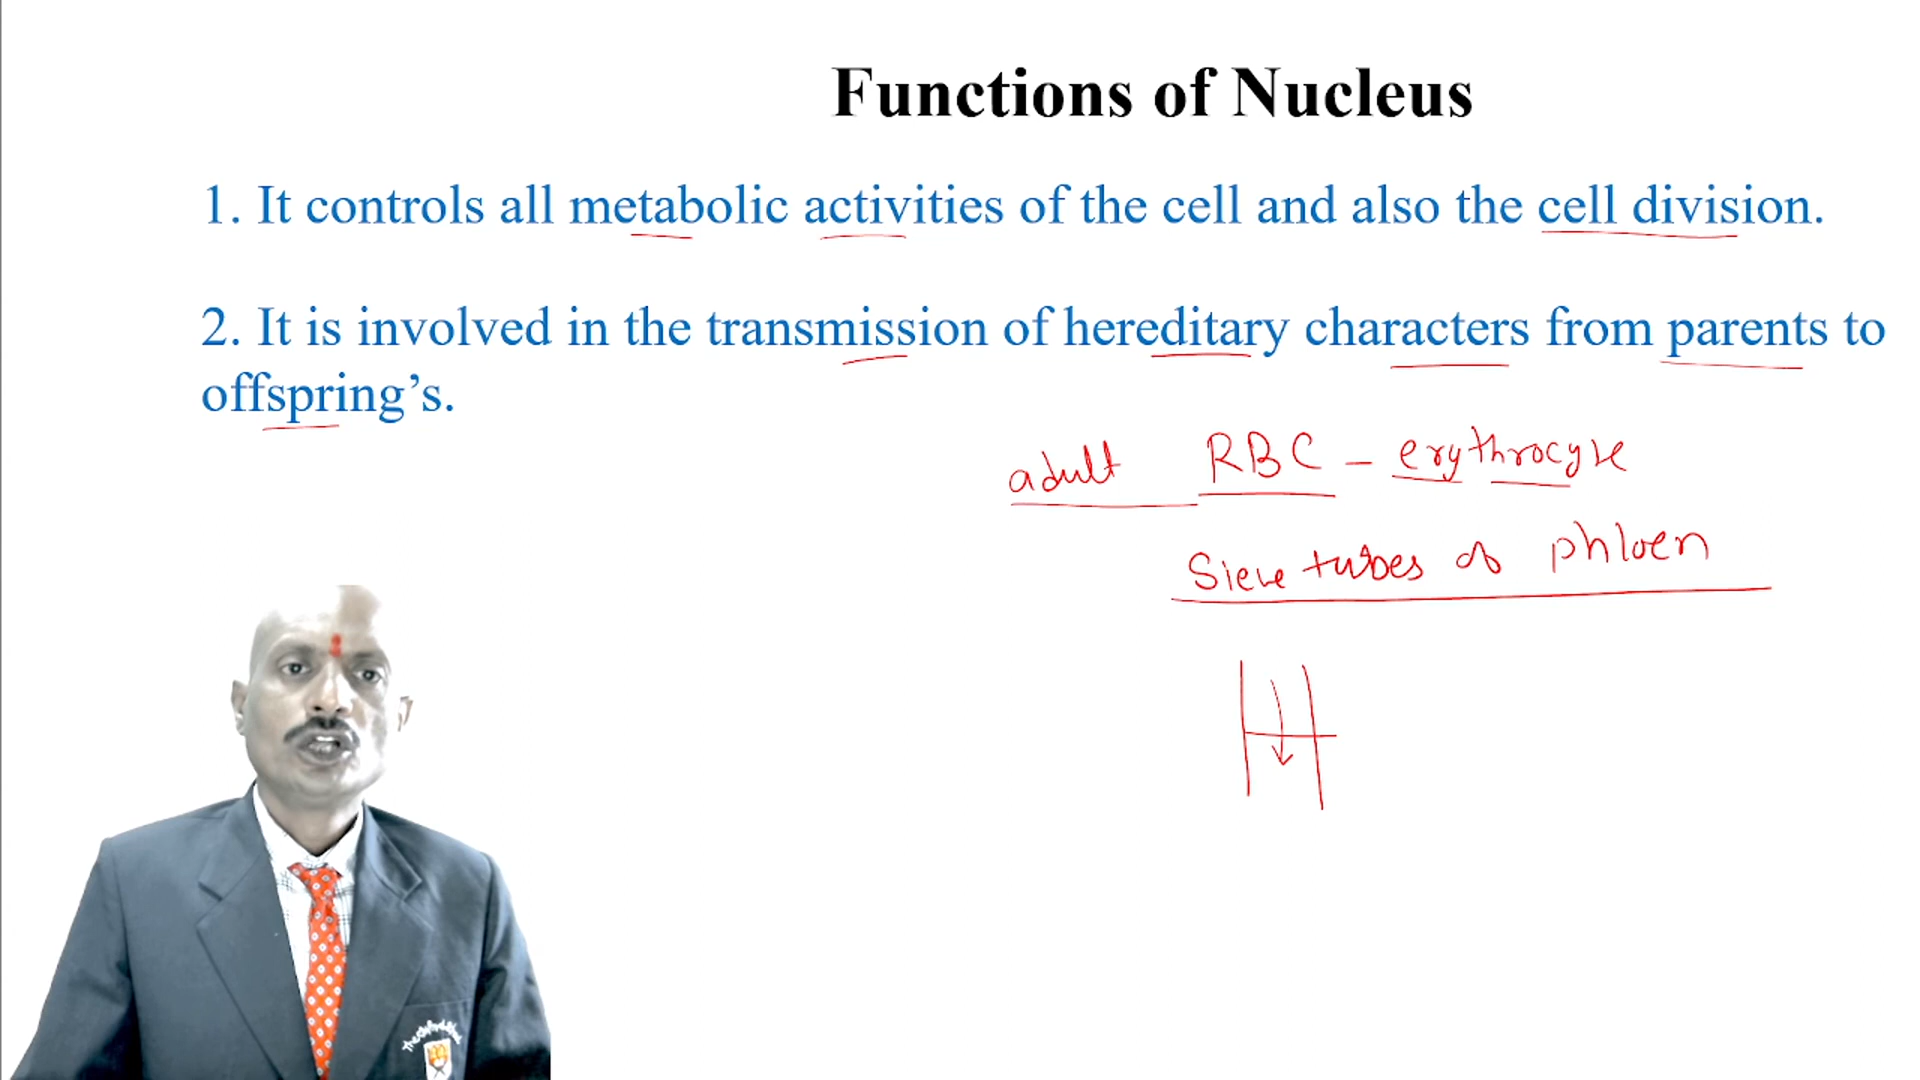 Functions of Nucleus
1. It controls all metabolic activities of the cell and also the cell division.
2. It is involved in the transmission of hereditary characters from parents to
offspring’s.
adult RBC - erythrocyte
Sieve tubes of phloem